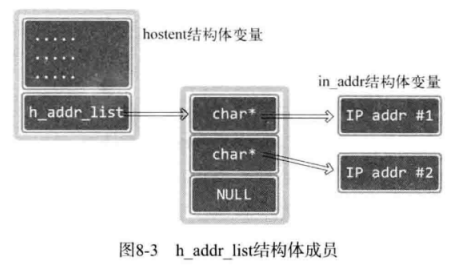 hostent结构体变量
.....
.....
.....
h_addr_list
in_addr结构体变量
char*
IP addr #1
char*
IP addr #2
NULL
图8-3 h_addr_list结构体成员